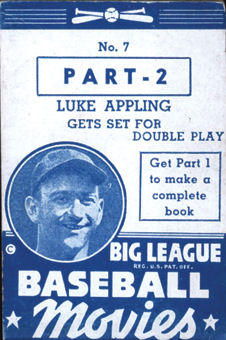 No. 7
PART-2
LUKE APPLING
GETS SET FOR
DOUBLE PLAY
Get Part 1
to make a
complete
book
©
BIG LEAGUE
REG. U.S. PAT. OFF.
BASEBALL
Movies